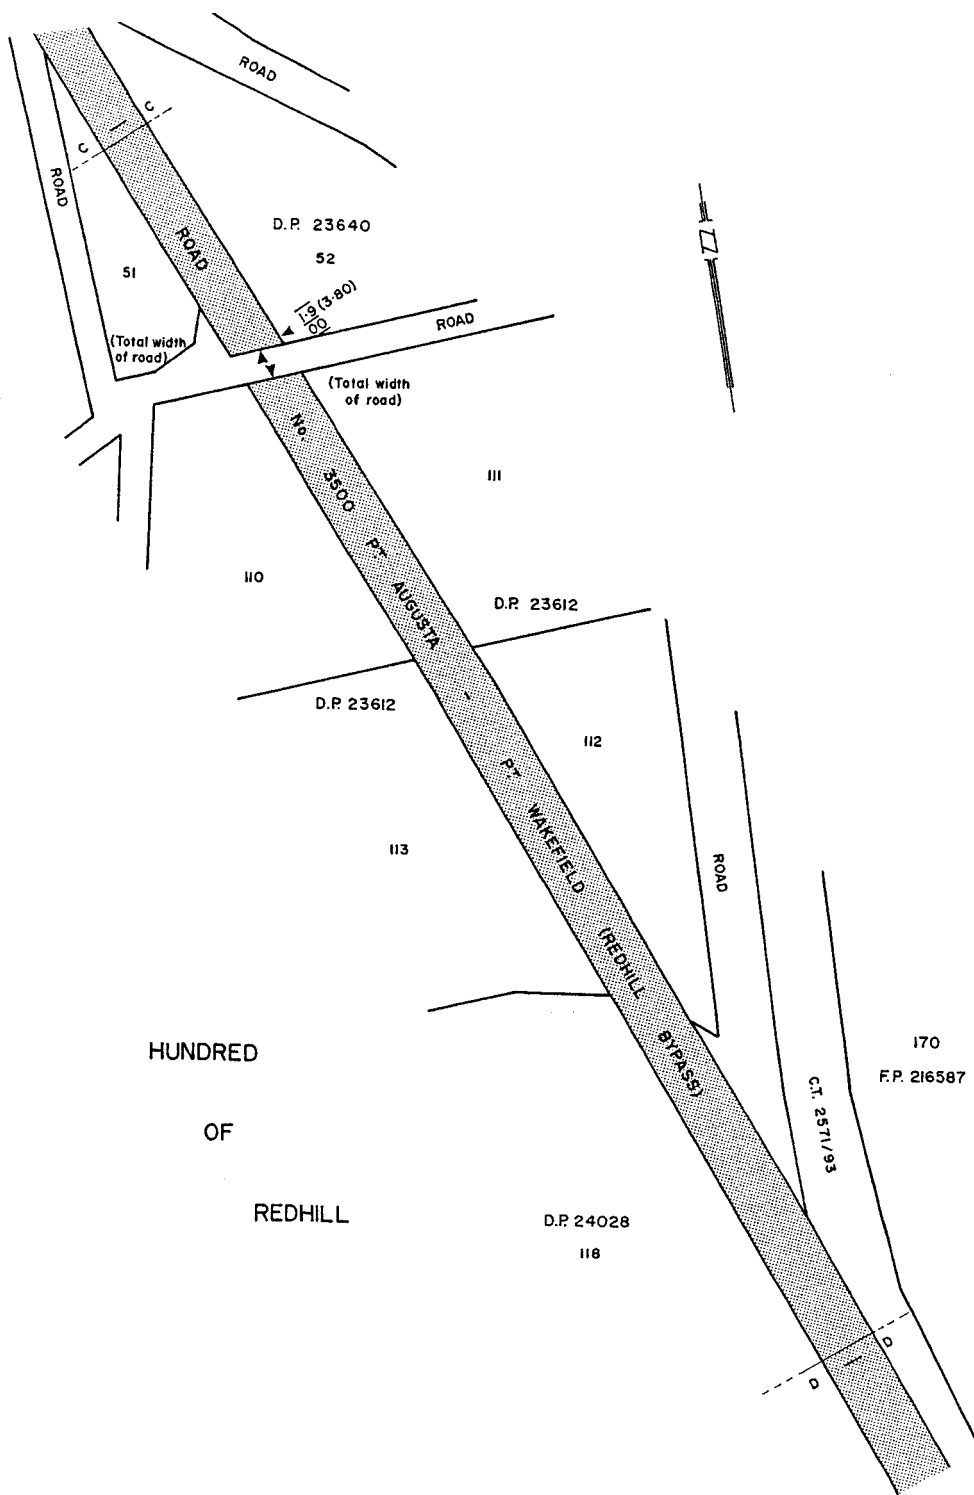 ROAD
C
C
ROAD
ROAD
D.P. 23640
52
51
N
1·9 (3·80)
00
ROAD
(Total width
of road)
(Total width
of road)
No. 3500 PT. AUGUSTA - PT. WAKEFIELD (REDHILL BYPASS)
111
110
D.P. 23612
D.P. 23612
112
113
ROAD
HUNDRED
OF
REDHILL
170
F.P. 216587
C.T. 2571/93
D.P. 24028
118
D
D